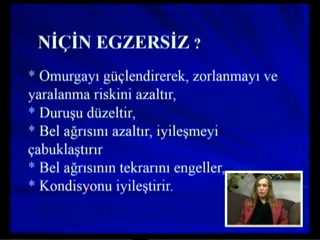 NİÇİN EGZERSİZ ?
* Omurgayı güçlendirerek, zorlanmayı ve
yaralanma riskini azaltır,
* Duruşu düzeltir,
* Bel ağrısını azaltır, iyileşmeyi
çabuklaştırır
* Bel ağrısının tekrarını engeller,
* Kondisyonu iyileştirir.